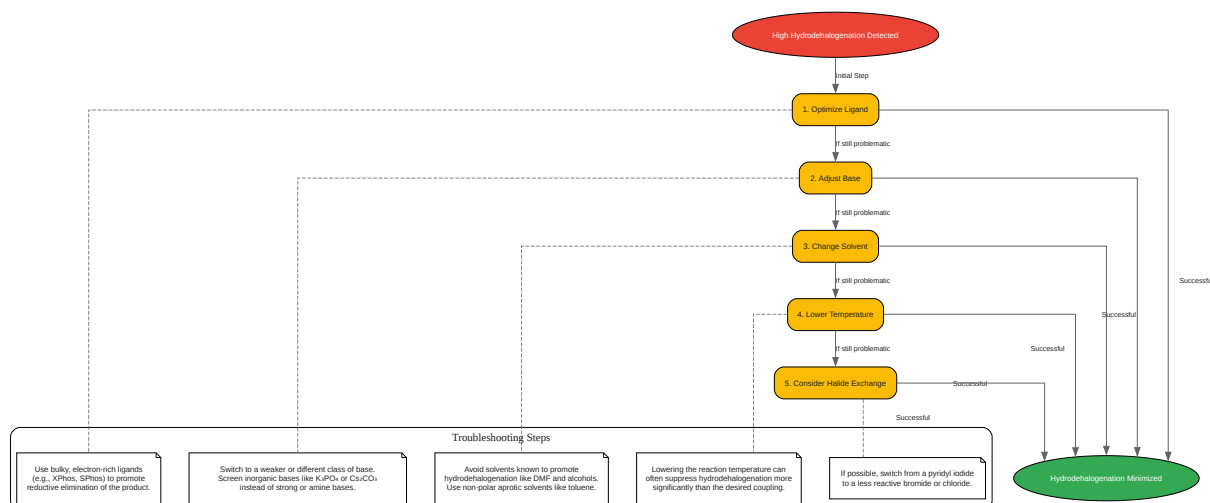 High Hydrodehalogenation Detected
Initial Step
1. Optimize Ligand
If still problematic
2. Adjust Base
If still problematic
3. Change Solvent
If still problematic
Successfu
4. Lower Temperature
Successful
If still problematic
Successful
5. Consider Halide Exchange
Successful
Successful
Troubleshooting Steps
Use bulky, electron-rich ligands
(e.g., XPhos, SPhos) to promote
reductive elimination of the product.
Switch to a weaker or different class of base.
Screen inorganic bases like K₃PO₄ or Cs₂CO₃
instead of strong or amine bases.
Avoid solvents known to promote
hydrodehalogenation like DMF and alcohols.
Use non-polar aprotic solvents like toluene.
Lowering the reaction temperature can
often suppress hydrodehalogenation more
significantly than the desired coupling.
If possible, switch from a pyridyl iodide
to a less reactive bromide or chloride.
Hydrodehalogenation Minimized